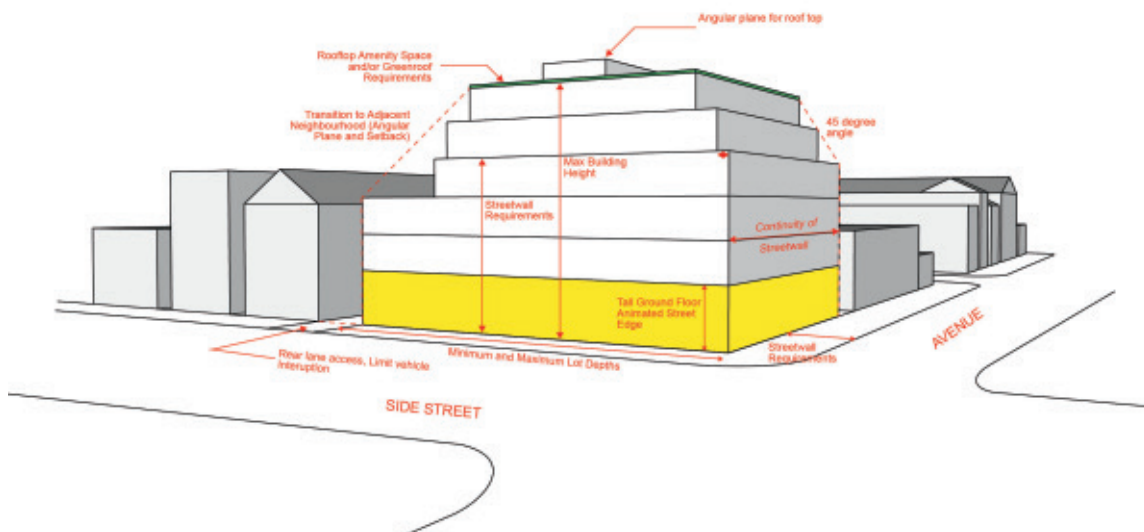 Angular plane for roof top
Rooftop Amenity Space
and/or Greenroof
Requirements
Transition to Adjacent
Neighbourhood (Angular
Plane and Setback)
45 degree
angle
Max Building
Height
Streetwall
Requirements
Continuity of
Streetwall
Tall Ground Floor
Animated Street
Edge
Streetwall
Requirements
AVENUE
Rear lane access, Limit vehicle
Interuption
Minimum and Maximum Lot Depths
SIDE STREET